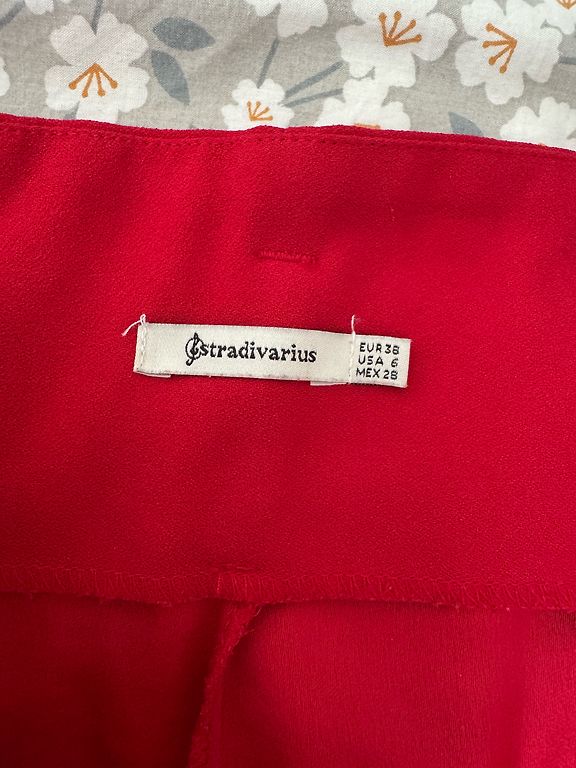 stradivarius
EUR 38
USA 6
MEX 28